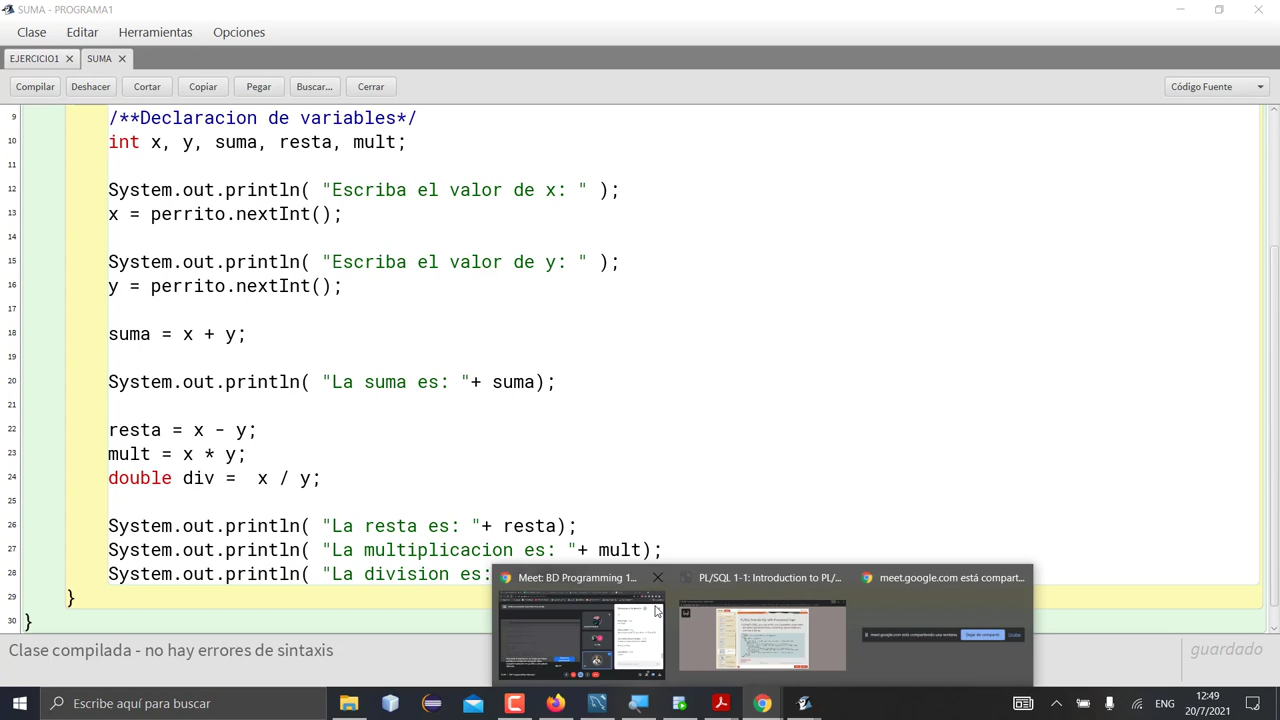 SUMA - PROGRAMA1
Clase Editar Herramientas Opciones
EJERCICIO1 SUMA
Compilar Deshacer Cortar Copiar Pegar Buscar... Cerrar Código Fuente
9 /**Declaracion de variables*/
10 int x, y, suma, resta, mult;
11
12 System.out.println( "Escriba el valor de x: " );
13 x = perrito.nextInt();
14
15 System.out.println( "Escriba el valor de y: " );
16 y = perrito.nextInt();
17
18 suma = x + y;
19
20 System.out.println( "La suma es: "+ suma);
21
22 resta = x - y;
23 mult = x * y;
24 double div =  x / y;
25
26 System.out.println( "La resta es: "+ resta);
27 System.out.println( "La multiplicacion es: "+ mult);
System.out.println( "La division es:
}
}
Meet: BD Programming 1... PL/SQL 1-1: Introduction to PL/... meet.google.com está compart...
no hay errores de sintaxis
guardado
aquí para buscar
ENG
12:49
20/7/2021